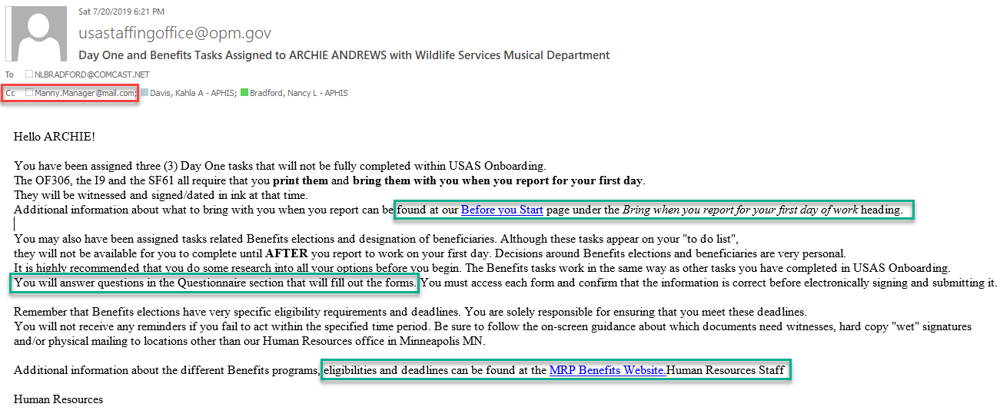 Sat 7/20/2019 6:21 PM
usastaffingoffice@opm.gov
Day One and Benefits Tasks Assigned to ARCHIE ANDREWS with Wildlife Services Musical Department
To NLBRADFORD@COMCAST.NET
Cc Manny.Manager@mail.com; Davis, Kahla A - APHIS; Bradford, Nancy L - APHIS
Hello ARCHIE!
You have been assigned three (3) Day One tasks that will not be fully completed within USAS Onboarding.
The OF306, the I9 and the SF61 all require that you print them and bring them with you when you report for your first day.
They will be witnessed and signed/dated in ink at that time.
Additional information about what to bring with you when you report can be found at our Before you Start page under the Bring when you report for your first day of work heading.
You may also have been assigned tasks related Benefits elections and designation of beneficiaries. Although these tasks appear on your "to do list",
they will not be available for you to complete until AFTER you report to work on your first day. Decisions around Benefits elections and beneficiaries are very personal.
It is highly recommended that you do some research into all your options before you begin. The Benefits tasks work in the same way as other tasks you have completed in USAS Onboarding.
You will answer questions in the Questionnaire section that will fill out the forms. You must access each form and confirm that the information is correct before electronically signing and submitting it.
Remember that Benefits elections have very specific eligibility requirements and deadlines. You are solely responsible for ensuring that you meet these deadlines.
You will not receive any reminders if you fail to act within the specified time period. Be sure to follow the on-screen guidance about which documents need witnesses, hard copy "wet" signatures
and/or physical mailing to locations other than our Human Resources office in Minneapolis MN.
Additional information about the different Benefits programs, eligibilities and deadlines can be found at the MRP Benefits Website.Human Resources Staff
Human Resources